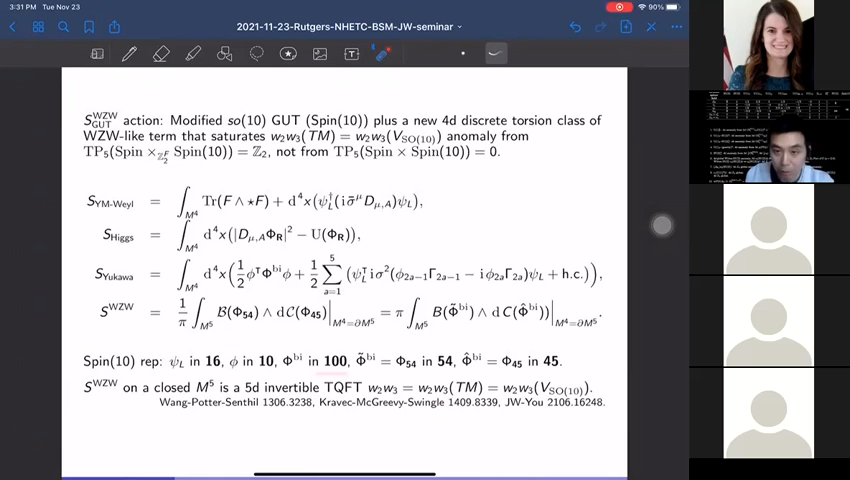 3:31 PM Tue Nov 23
90%
2021-11-23-Rutgers-NHETC-BSM-JW-seminar
S^WZW_GUT action: Modified so(10) GUT (Spin(10)) plus a new 4d discrete torsion class of
WZW-like term that saturates w₂w₃(TM) = w₂w₃(V_SO(10)) anomaly from
TP₅(Spin ×_{ℤ₂^F} Spin(10)) = ℤ₂, not from TP₅(Spin × Spin(10)) = 0.
S_YM-Weyl = ∫_{M⁴} Tr(F ∧ ⋆F) + d⁴x(ψ_L^†(i σ̄^μ D_{μ,A})ψ_L),
S_Higgs = ∫_{M⁴} d⁴x(|D_{μ,A}Φ_R|² − U(Φ_R)),
S_Yukawa = ∫_{M⁴} d⁴x(½ϕ^⊤Φ^bi ϕ + ½ ∑_{a=1}^{5} (ψ_L^⊤ iσ²(ϕ_{2a−1}Γ_{2a−1} − iϕ_{2a}Γ_{2a})ψ_L + h.c.)),
S^WZW = 1/π ∫_{M⁵} 𝓑(Φ₅₄) ∧ d𝓒(Φ₄₅)|_{M⁴=∂M⁵} = π ∫_{M⁵} B(Φ̃^bi) ∧ dC(Φ̂^bi))|_{M⁴=∂M⁵}.
Spin(10) rep: ψ_L in 16, ϕ in 10, Φ^bi in 100, Φ̃^bi = Φ₅₄ in 54, Φ̂^bi = Φ₄₅ in 45.
S^WZW on a closed M⁵ is a 5d invertible TQFT w₂w₃ = w₂w₃(TM) = w₂w₃(V_SO(10)).
Wang-Potter-Senthil 1306.3238, Kravec-McGreevy-Swingle 1409.8339, JW-You 2106.16248.